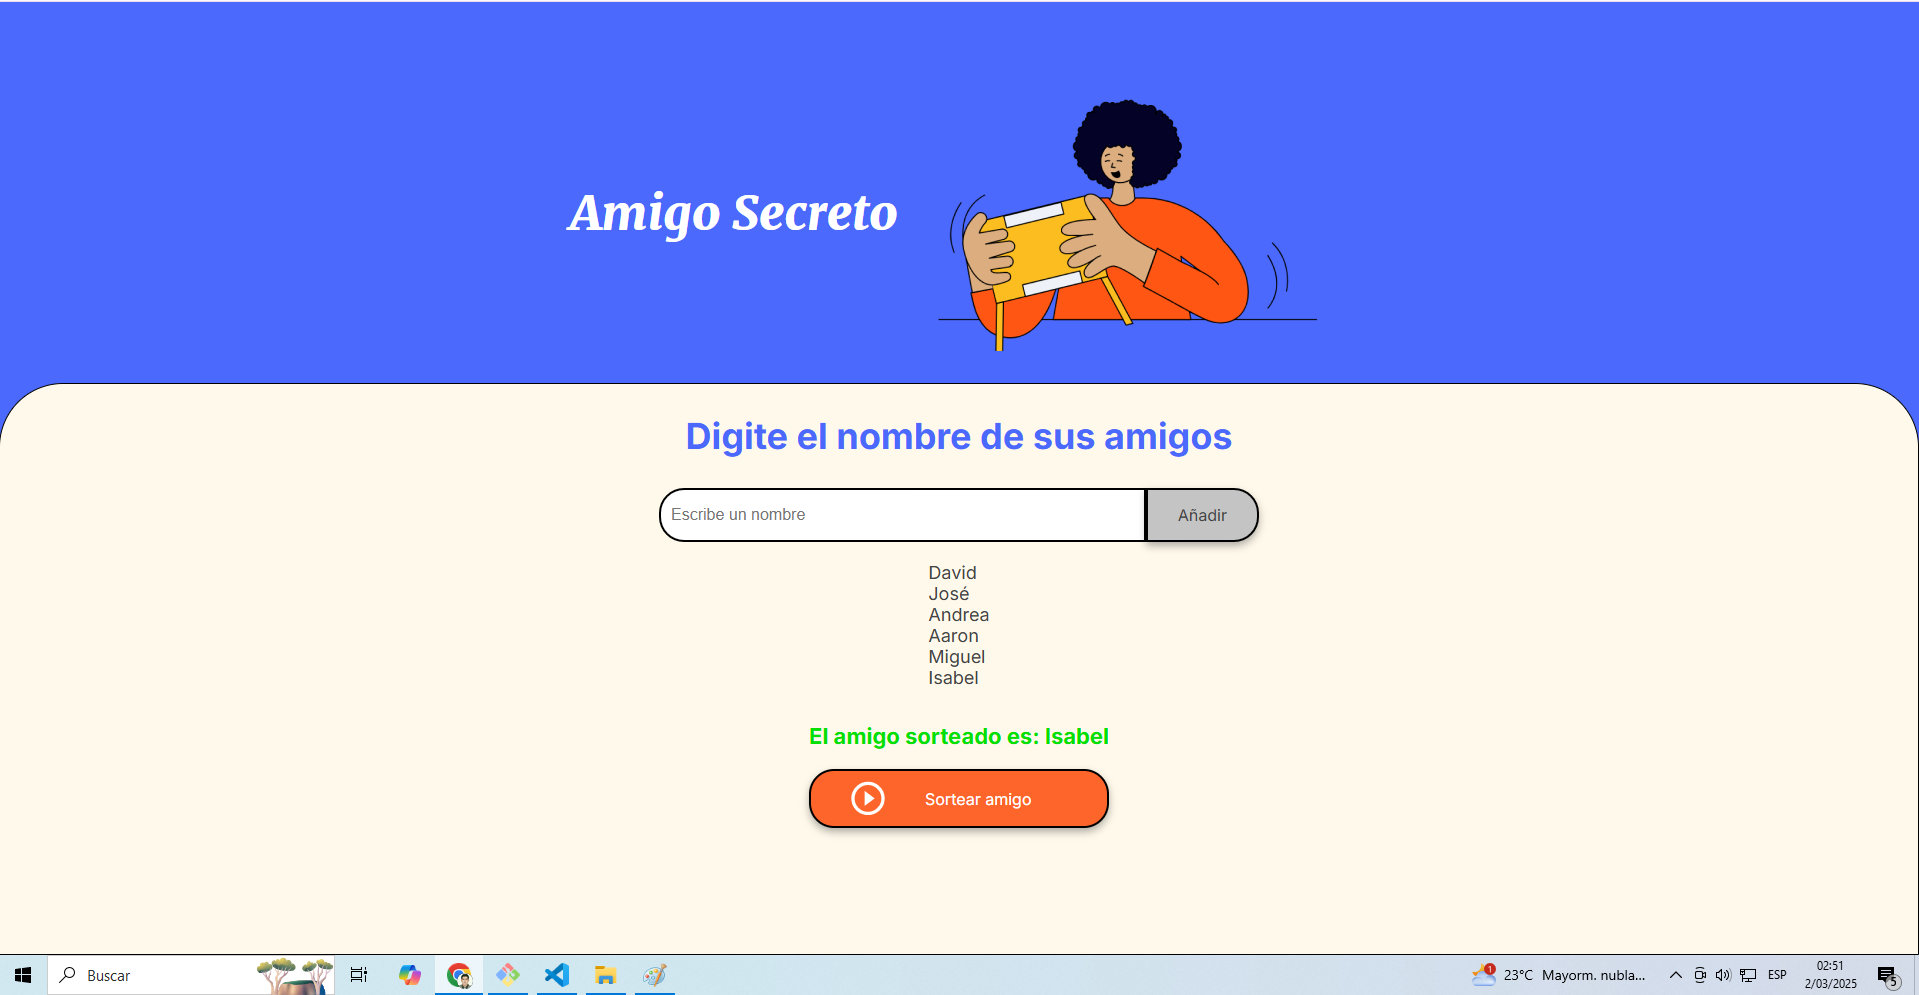 Amigo Secreto
Digite el nombre de sus amigos
Escribe un nombre
Añadir
David
José
Andrea
Aaron
Miguel
Isabel
El amigo sorteado es: Isabel
Sortear amigo
Buscar
1
23°C Mayorm. nubla...
ESP
02:51
2/03/2025
5